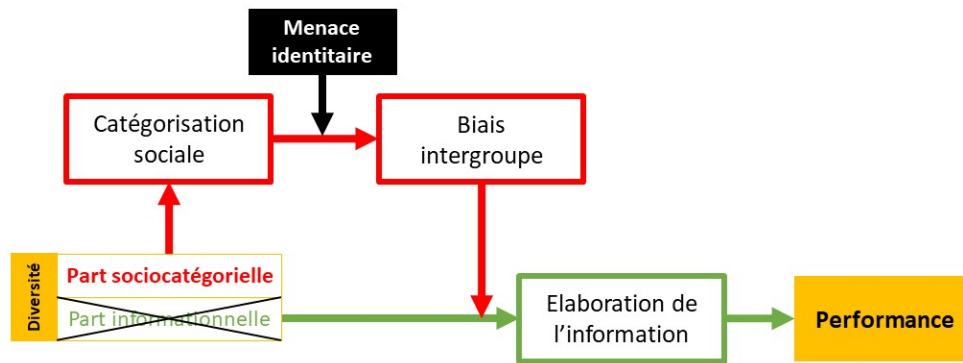 Menace
identitaire
Catégorisation
sociale
Biais
intergroupe
Diversité
Part sociocatégorielle
Part informationnelle
Elaboration de
l’information
Performance